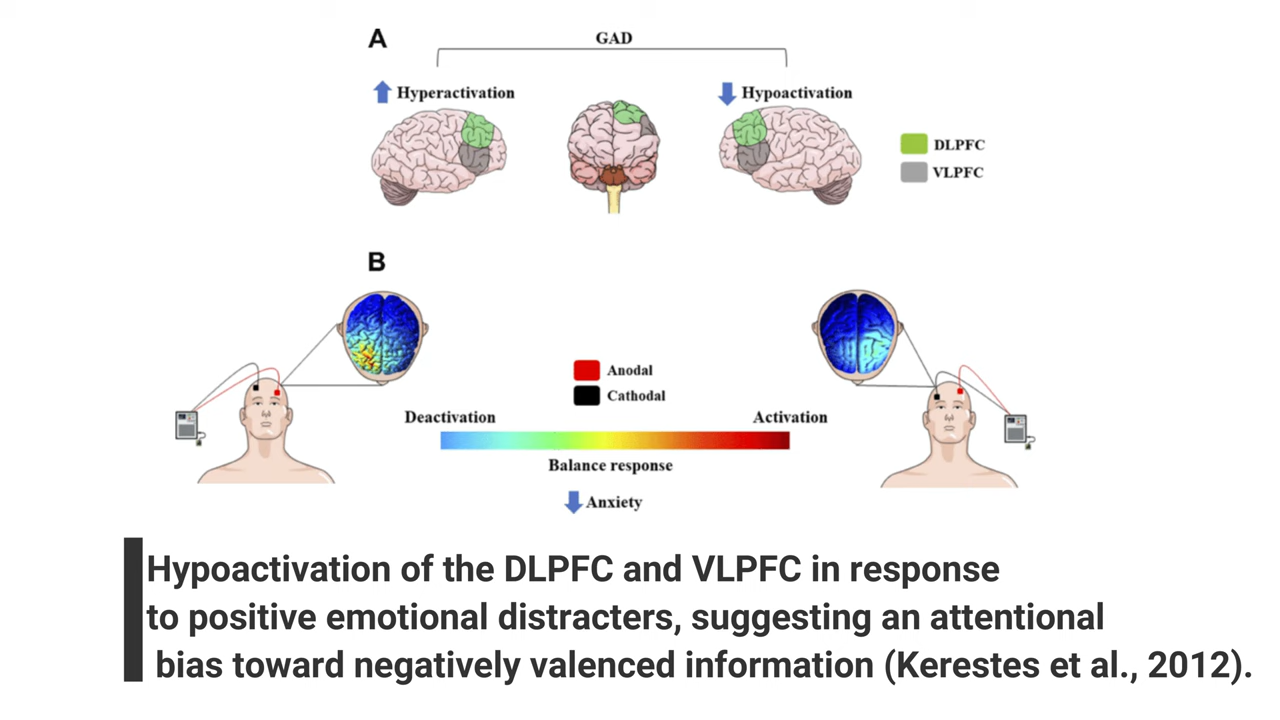 A
GAD
Hyperactivation
Hypoactivation
DLPFC
VLPFC
B
Anodal
Cathodal
Deactivation
Activation
Balance response
Anxiety
Hypoactivation of the DLPFC and VLPFC in response
to positive emotional distracters, suggesting an attentional
bias toward negatively valenced information (Kerestes et al., 2012).